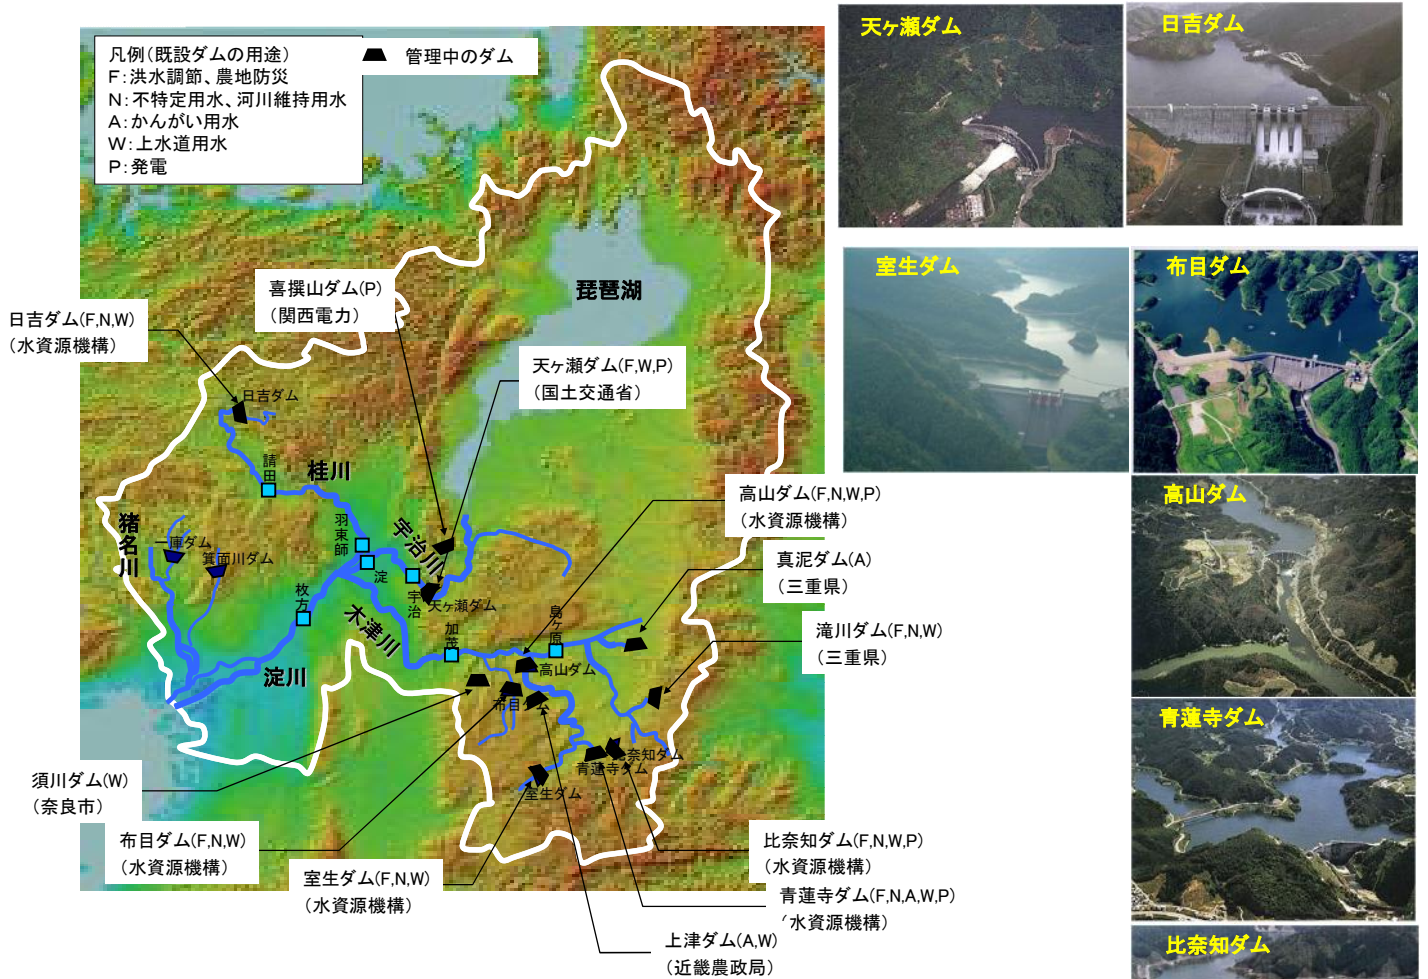 凡例(既設ダムの用途)
F:洪水調節、農地防災
N:不特定用水、河川維持用水
A:かんがい用水
W:上水道用水
P:発電
管理中のダム
天ヶ瀬ダム
日吉ダム
室生ダム
布目ダム
高山ダム
青蓮寺ダム
比奈知ダム
喜撰山ダム(P)
(関西電力)
琵琶湖
日吉ダム(F,N,W)
(水資源機構)
天ヶ瀬ダム(F,W,P)
(国土交通省)
日吉ダム
請田
桂川
高山ダム(F,N,W,P)
(水資源機構)
猪名川
羽束師
宇治川
一庫ダム
箕面川ダム
淀
真泥ダム(A)
(三重県)
枚方
宇治
天ヶ瀬ダム
木津川
加茂
島ヶ原
滝川ダム(F,N,W)
(三重県)
淀川
高山ダム
布目ダム
比奈知ダム
青蓮寺ダム
室生ダム
須川ダム(W)
(奈良市)
布目ダム(F,N,W)
(水資源機構)
室生ダム(F,N,W)
(水資源機構)
比奈知ダム(F,N,W,P)
(水資源機構)
青蓮寺ダム(F,N,A,W,P)
(水資源機構)
上津ダム(A,W)
(近畿農政局)